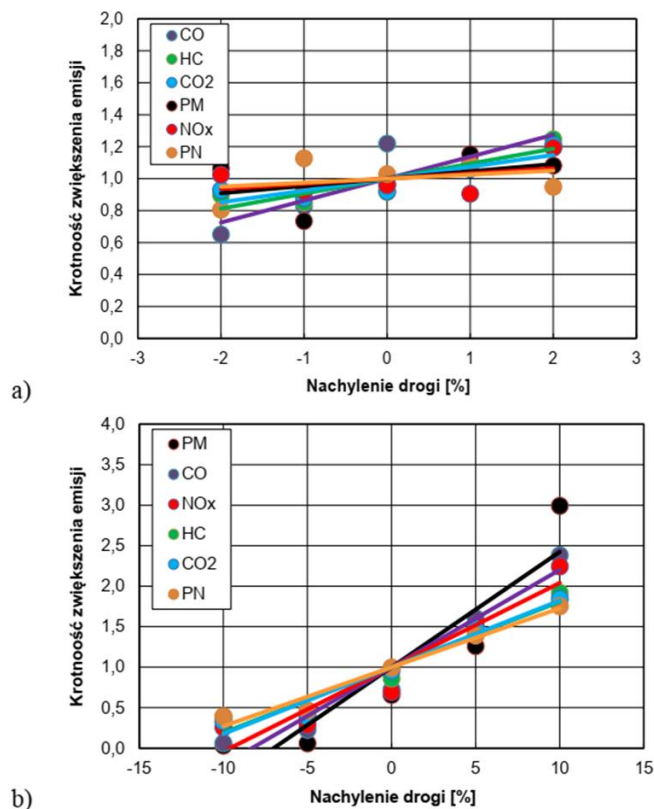 2,0
1,8
1,6
1,4
1,2
1,0
0,8
0,6
0,4
0,2
0,0
Krotnoość zwiększenia emisji
CO
HC
CO2
PM
NOx
PN
-3 -2 -1 0 1 2 3
Nachylenie drogi [%]
a)
4,0
3,5
3,0
2,5
2,0
1,5
1,0
0,5
0,0
Krotnoość zwiększenia emisji
PM
CO
NOx
HC
CO2
PN
-15 -10 -5 0 5 10 15
Nachylenie drogi [%]
b)